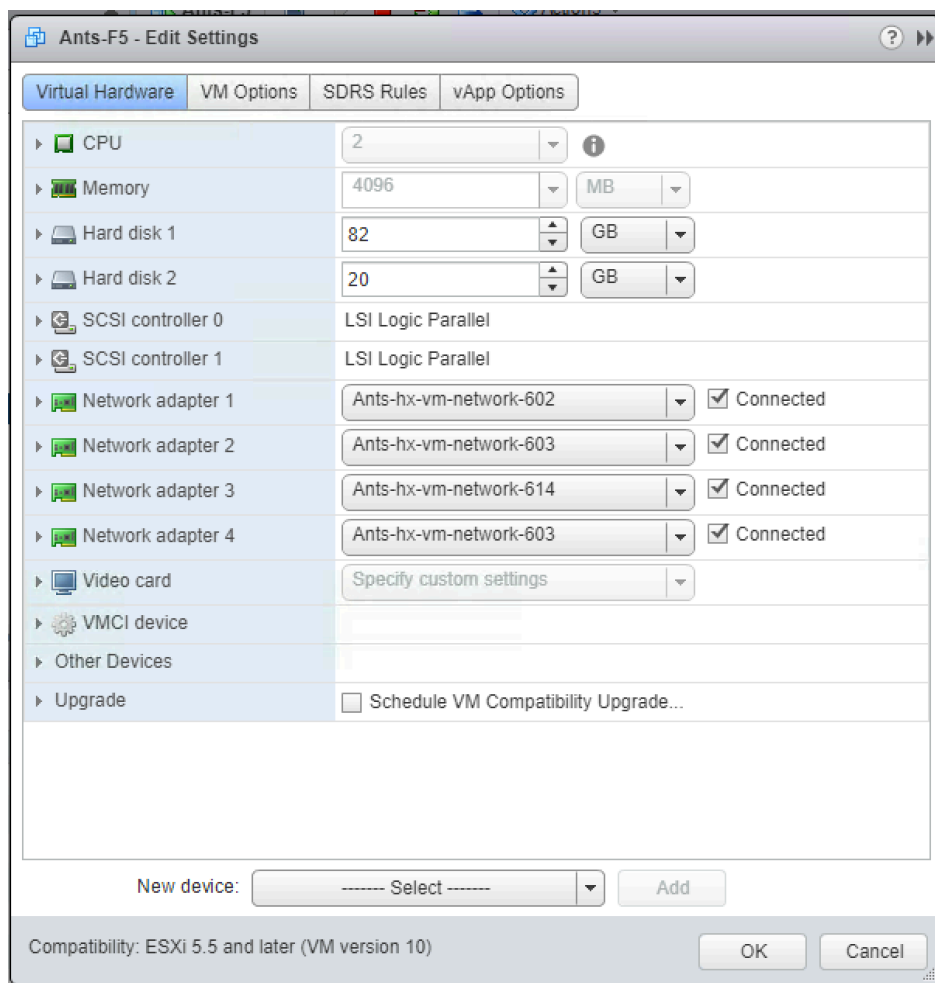 Ants-F5 - Edit Settings
Virtual Hardware VM Options SDRS Rules vApp Options
CPU 2
Memory 4096 MB
Hard disk 1 82 GB
Hard disk 2 20 GB
SCSI controller 0 LSI Logic Parallel
SCSI controller 1 LSI Logic Parallel
Network adapter 1 Ants-hx-vm-network-602 Connected
Network adapter 2 Ants-hx-vm-network-603 Connected
Network adapter 3 Ants-hx-vm-network-614 Connected
Network adapter 4 Ants-hx-vm-network-603 Connected
Video card Specify custom settings
VMCI device
Other Devices
Upgrade Schedule VM Compatibility Upgrade...
New device: ------- Select ------- Add
Compatibility: ESXi 5.5 and later (VM version 10) OK Cancel